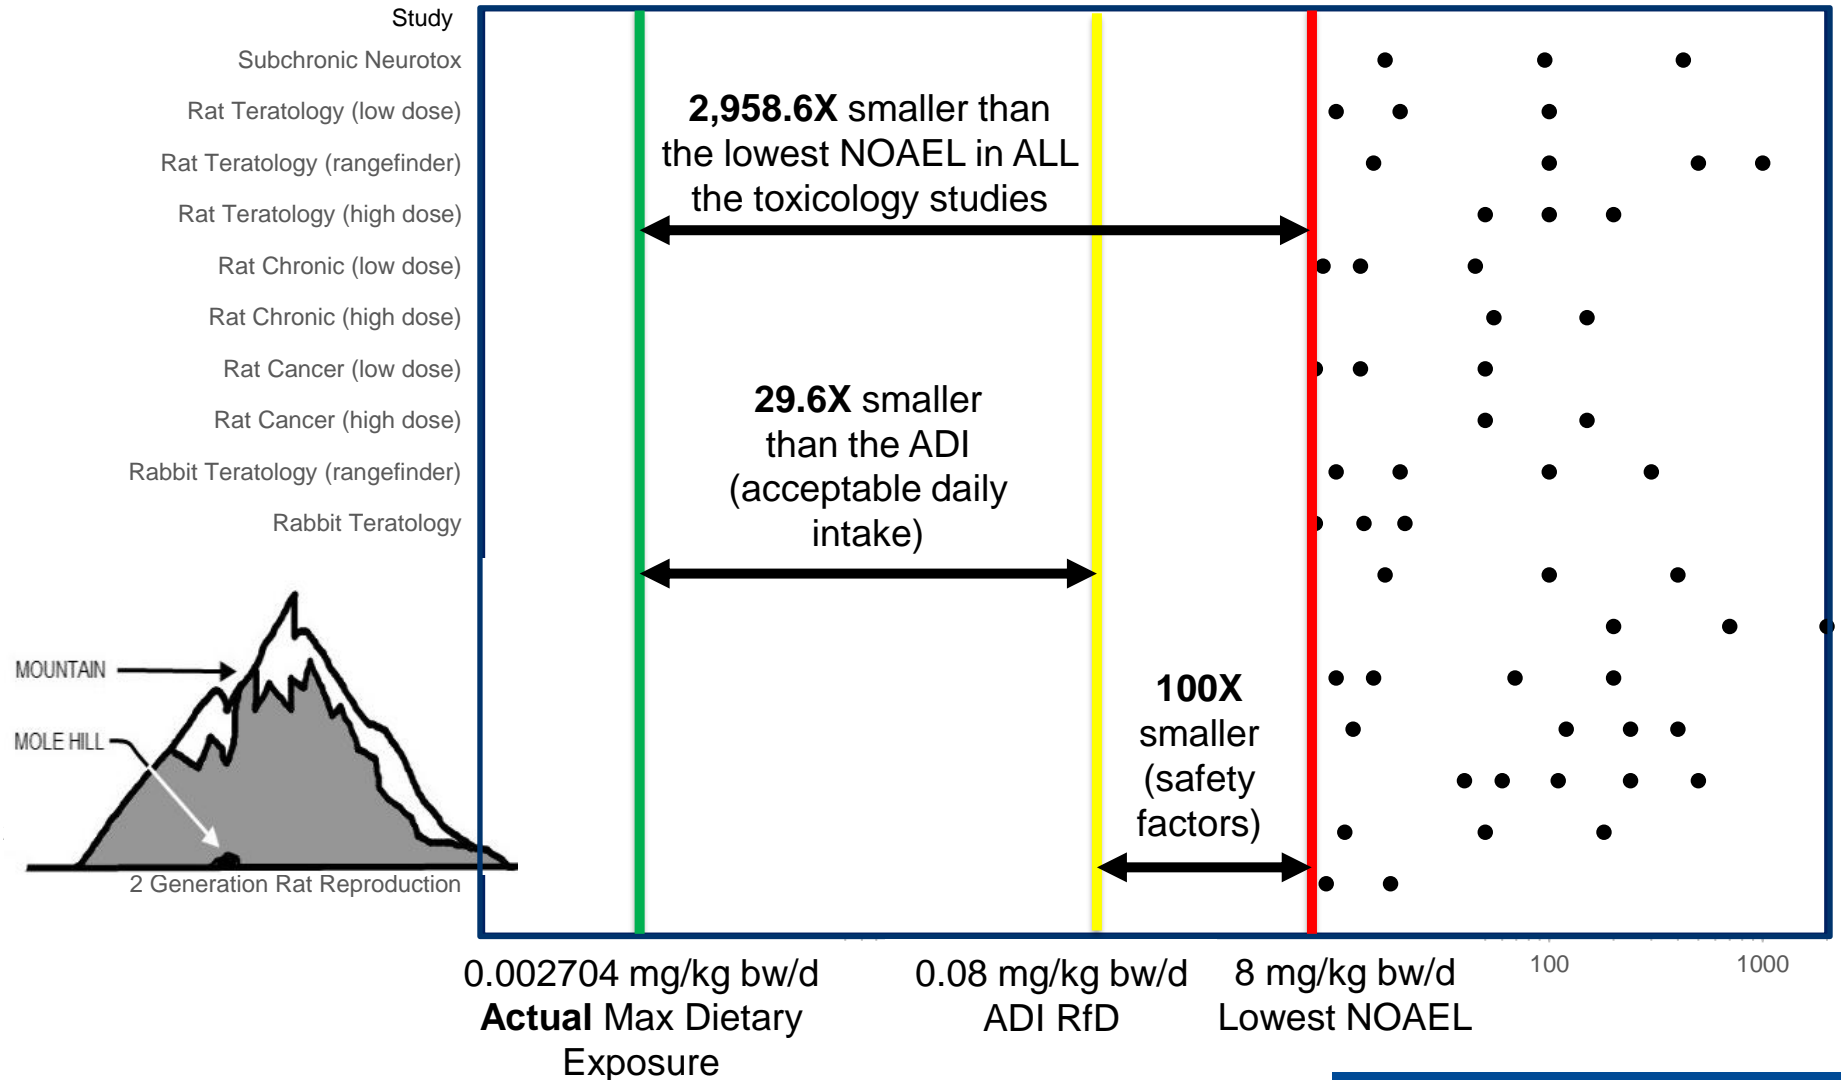 Study
Subchronic Neurotox
Rat Teratology (low dose)
Rat Teratology (rangefinder)
Rat Teratology (high dose)
Rat Chronic (low dose)
Rat Chronic (high dose)
Rat Cancer (low dose)
Rat Cancer (high dose)
Rabbit Teratology (rangefinder)
Rabbit Teratology
MOUNTAIN
MOLE HILL
2 Generation Rat Reproduction
2,958.6X smaller than
the lowest NOAEL in ALL
the toxicology studies
29.6X smaller
than the ADI
(acceptable daily
intake)
100X
smaller
(safety
factors)
0.002704 mg/kg bw/d
Actual Max Dietary
Exposure
0.08 mg/kg bw/d
ADI RfD
8 mg/kg bw/d
Lowest NOAEL
100
1000